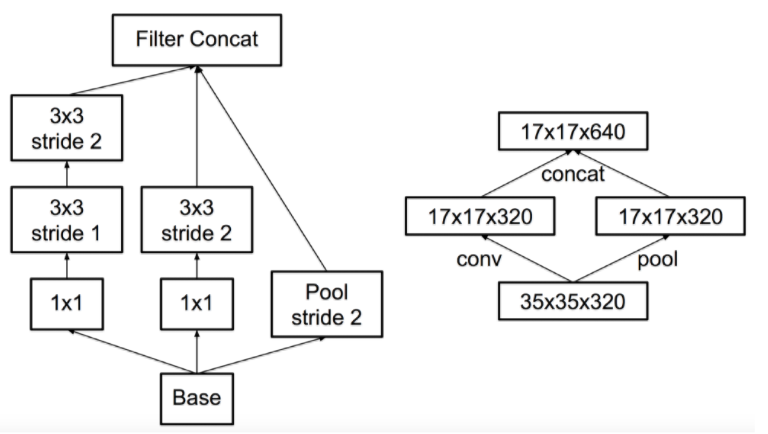 Filter Concat
3x3
stride 2
3x3
stride 1
3x3
stride 2
1x1
1x1
Pool
stride 2
Base
17x17x640
concat
17x17x320
17x17x320
conv
pool
35x35x320